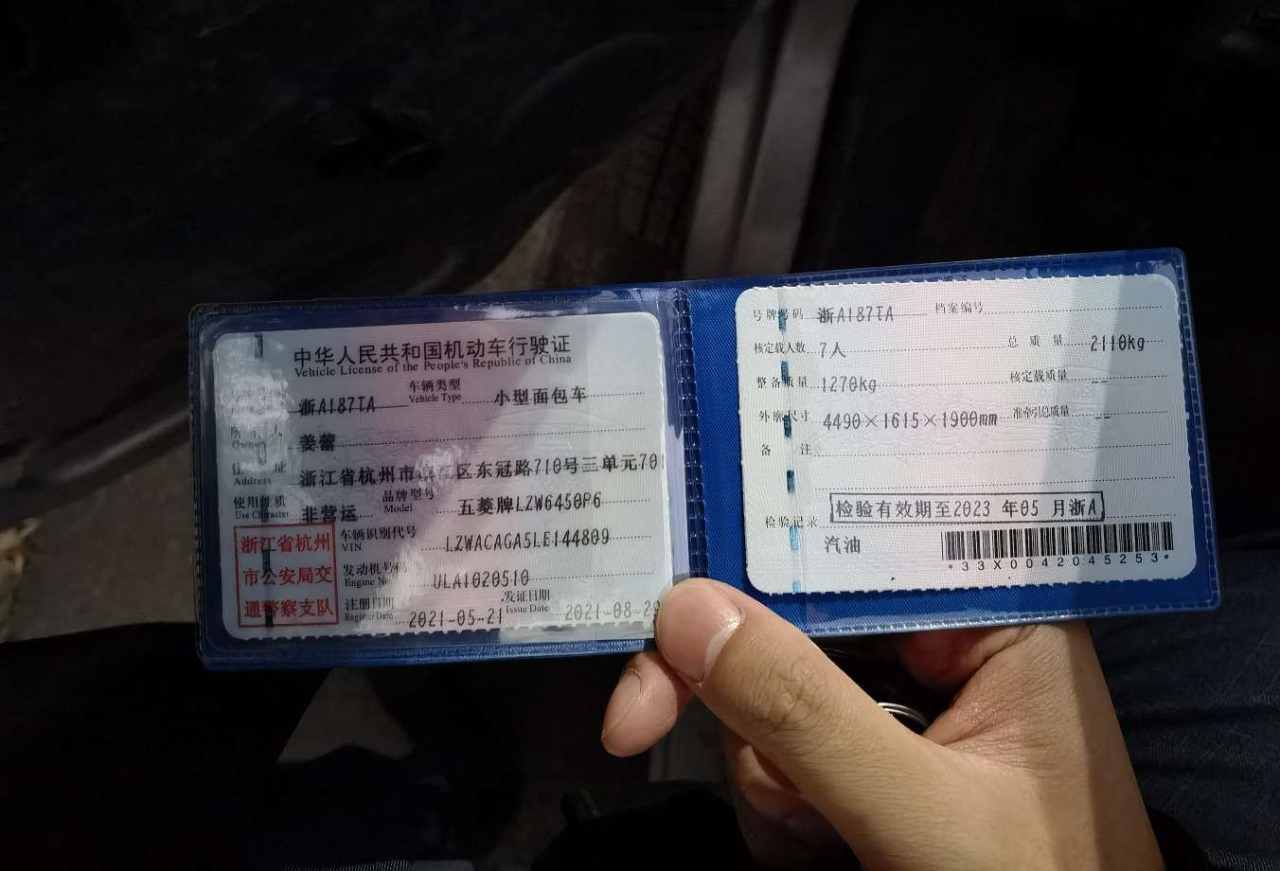 中华人民共和国机动车行驶证
Vehicle License of the People's Republic of China
浙A187TA 车辆类型 Vehicle Type 小型面包车
Owner 姜蕾
Address 浙江省杭州市滨江区东冠路710号三单元70
使用性质 Use Character 非营运 品牌型号 Model 五菱牌LZW6450P6
车辆识别代号 VIN LZWACAGA5LE144809
发动机号码 Engine No. ULA1020510
注册日期 Register Date 2021-05-21 发证日期 Issue Date 2021-08-20
浙江省杭州
市公安局交
通警察支队
号牌号码 浙A187TA 档案编号
核定载人数 7人 总质量 2110kg
整备质量 1270kg 核定载质量 --
外廓尺寸 4490×1615×1900mm 准牵引总质量 --
备注
检验有效期至2023 年05 月浙A
检验记录
汽油
*33X0042045253*